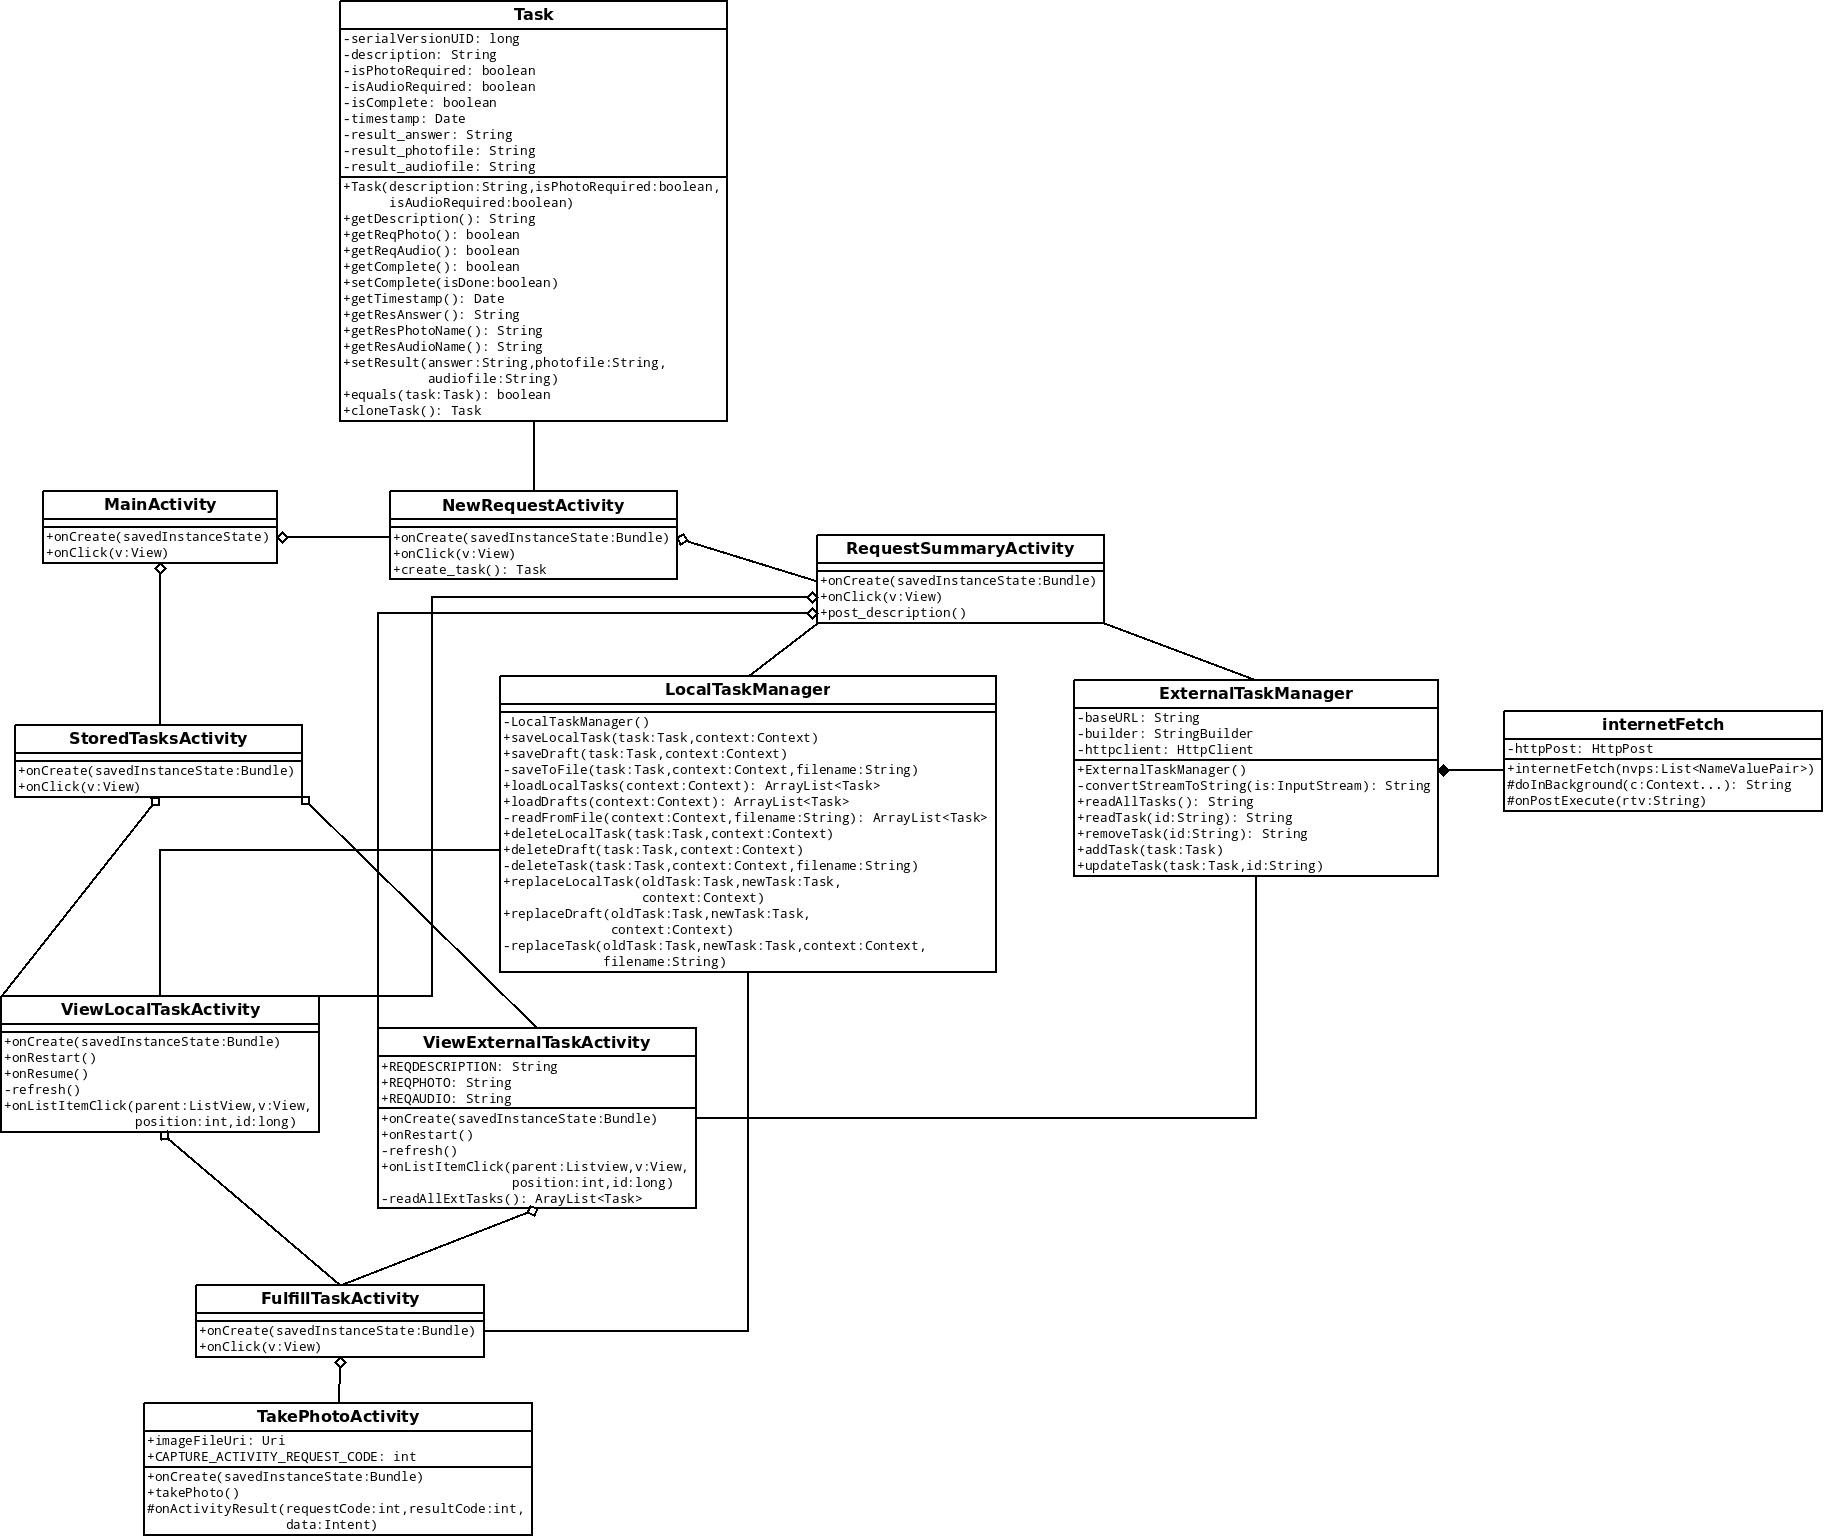 Task
-serialVersionUID: long
-description: String
-isPhotoRequired: boolean
-isAudioRequired: boolean
-isComplete: boolean
-timestamp: Date
-result_answer: String
-result_photofile: String
-result_audiofile: String
+Task(description:String,isPhotoRequired:boolean,
isAudioRequired:boolean)
+getDescription(): String
+getReqPhoto(): boolean
+getReqAudio(): boolean
+getComplete(): boolean
+setComplete(isDone:boolean)
+getTimestamp(): Date
+getResAnswer(): String
+getResPhotoName(): String
+getResAudioName(): String
+setResult(answer:String,photofile:String,
audiofile:String)
+equals(task:Task): boolean
+cloneTask(): Task
MainActivity
+onCreate(savedInstanceState)
+onClick(v:View)
NewRequestActivity
+onCreate(savedInstanceState:Bundle)
+onClick(v:View)
+create_task(): Task
RequestSummaryActivity
+onCreate(savedInstanceState:Bundle)
+onClick(v:View)
+post_description()
StoredTasksActivity
+onCreate(savedInstanceState:Bundle)
+onClick(v:View)
LocalTaskManager
-LocalTaskManager()
+saveLocalTask(task:Task,context:Context)
+saveDraft(task:Task,context:Context)
-saveToFile(task:Task,context:Context,filename:String)
+loadLocalTasks(context:Context): ArrayList<Task>
+loadDrafts(context:Context): ArrayList<Task>
-readFromFile(context:Context,filename:String): ArrayList<Task>
+deleteLocalTask(task:Task,context:Context)
+deleteDraft(task:Task,context:Context)
-deleteTask(task:Task,context:Context,filename:String)
+replaceLocalTask(oldTask:Task,newTask:Task,
context:Context)
+replaceDraft(oldTask:Task,newTask:Task,
context:Context)
-replaceTask(oldTask:Task,newTask:Task,context:Context,
filename:String)
ExternalTaskManager
-baseURL: String
-builder: StringBuilder
-httpclient: HttpClient
+ExternalTaskManager()
-convertStreamToString(is:InputStream): String
+readAllTasks(): String
+readTask(id:String): String
+removeTask(id:String): String
+addTask(task:Task)
+updateTask(task:Task,id:String)
internetFetch
-httpPost: HttpPost
+internetFetch(nvps:List<NameValuePair>)
#doInBackground(c:Context...): String
#onPostExecute(rtv:String)
ViewLocalTaskActivity
+onCreate(savedInstanceState:Bundle)
+onRestart()
+onResume()
-refresh()
+onListItemClick(parent:ListView,v:View,
position:int,id:long)
ViewExternalTaskActivity
+REQDESCRIPTION: String
+REQPHOTO: String
+REQAUDIO: String
+onCreate(savedInstanceState:Bundle)
+onRestart()
-refresh()
+onListItemClick(parent:Listview,v:View,
position:int,id:long)
-readAllExtTasks(): ArayList<Task>
FulfillTaskActivity
+onCreate(savedInstanceState:Bundle)
+onClick(v:View)
TakePhotoActivity
+imageFileUri: Uri
+CAPTURE_ACTIVITY_REQUEST_CODE: int
+onCreate(savedInstanceState:Bundle)
+takePhoto()
#onActivityResult(requestCode:int,resultCode:int,
data:Intent)